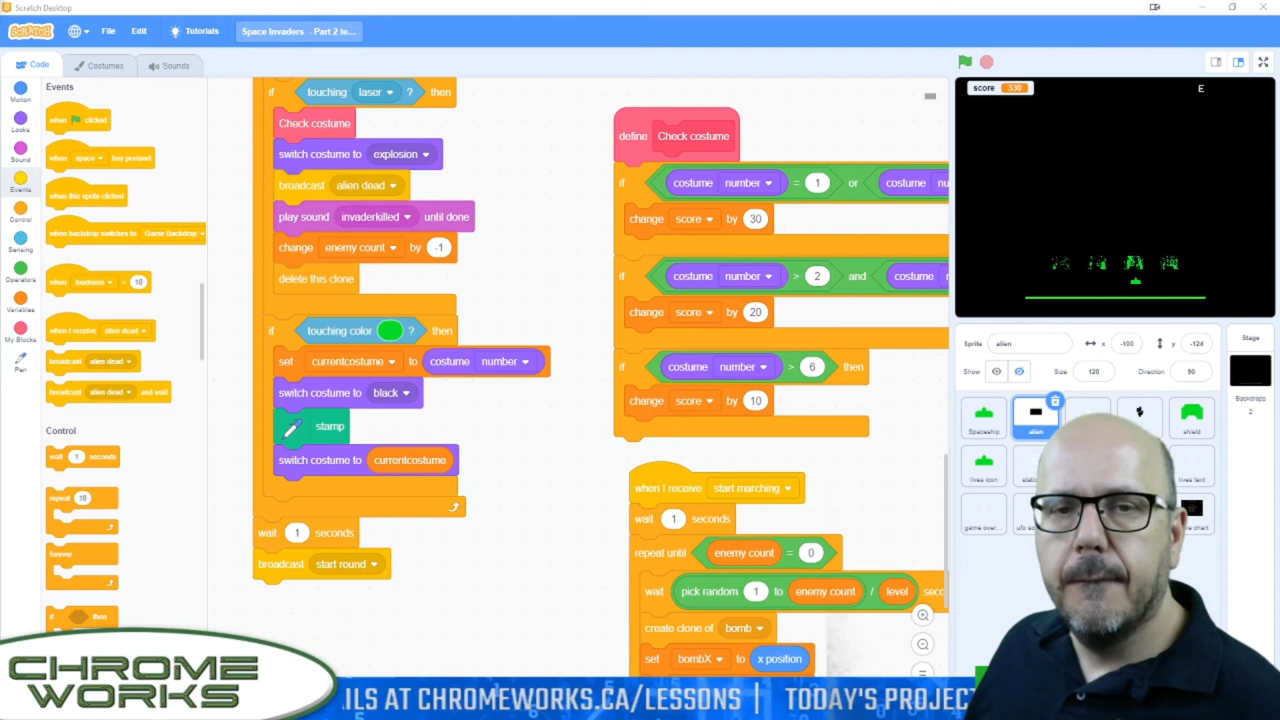 Scratch Desktop
SCRATCH
File
Edit
Tutorials
Space Invaders - Part 2 te...
Code
Costumes
Sounds
Motion
Looks
Sound
Events
Control
Sensing
Operators
Variables
My Blocks
Pen
Events
when clicked
when space key pressed
when this sprite clicked
when backdrop switches to Game Backdrop
when loudness > 10
when I receive alien dead
broadcast alien dead
broadcast alien dead and wait
Control
wait 1 seconds
repeat 10
forever
if then
if touching laser ? then
Check costume
switch costume to explosion
broadcast alien dead
play sound invaderkilled until done
change enemy count by -1
delete this clone
if touching color ? then
set currentcostume to costume number
switch costume to black
stamp
switch costume to currentcostume
wait 1 seconds
broadcast start round
define Check costume
if costume number = 1 or costume nu
change score by 30
if costume number > 2 and costume
change score by 20
if costume number > 6 then
change score by 10
when I receive start marching
wait 1 seconds
repeat until enemy count = 0
wait pick random 1 to enemy count / level seco
create clone of bomb
set bombX to x position
score 330
E
Sprite alien x -100 y -124
Show Size 120 Direction 90
Stage
Backdrops
2
Spaceship
alien
shield
lives icon
lives text
game over...
CHROME
WORKS
ILS AT CHROMEWORKS.CA/LESSONS | TODAY'S PROJECT